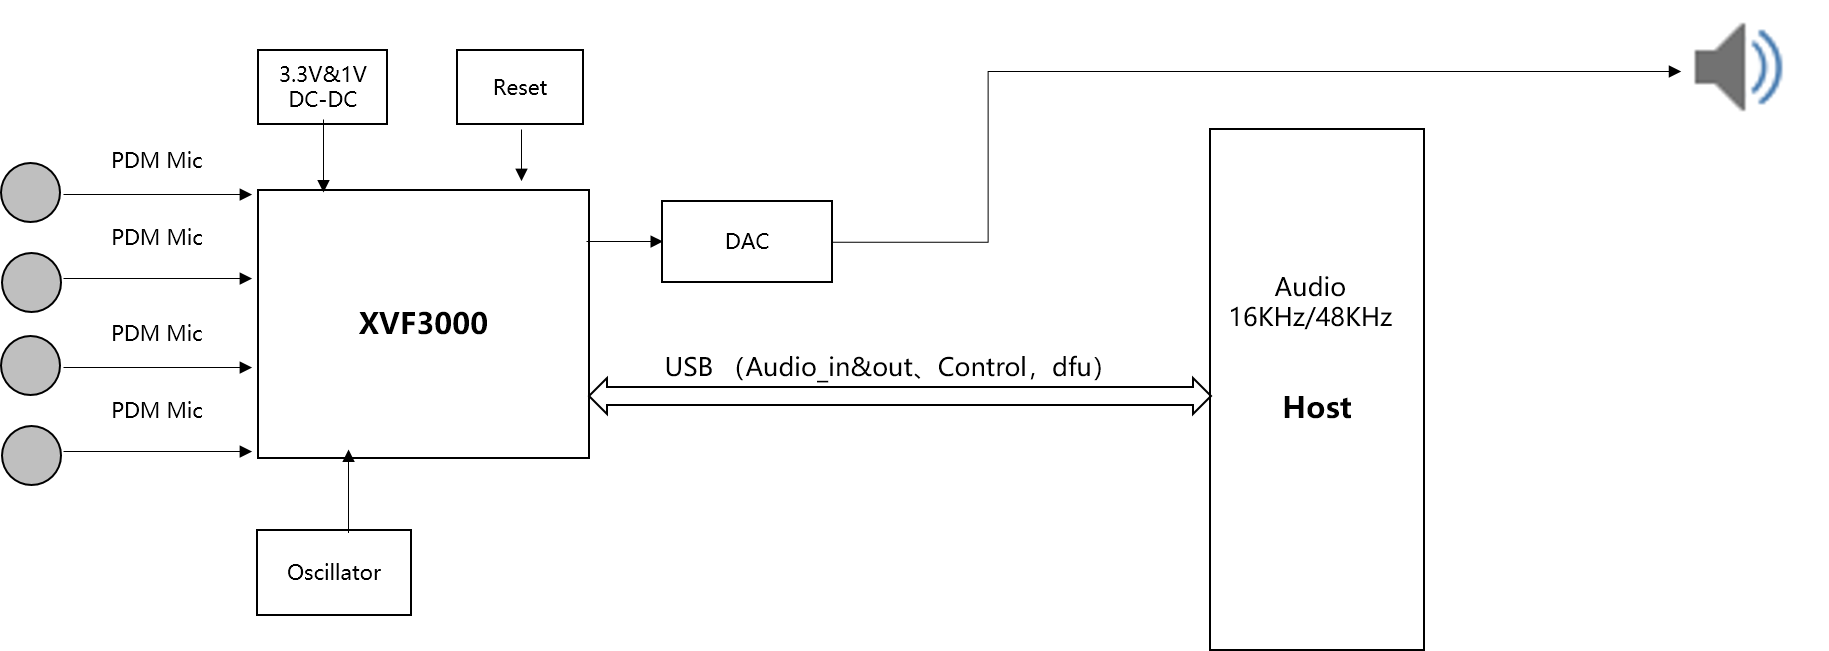 3.3V&1V
DC-DC
Reset
PDM Mic
PDM Mic
PDM Mic
PDM Mic
XVF3000
DAC
USB （Audio_in&out、Control，dfu）
Audio
16KHz/48KHz
Host
Oscillator